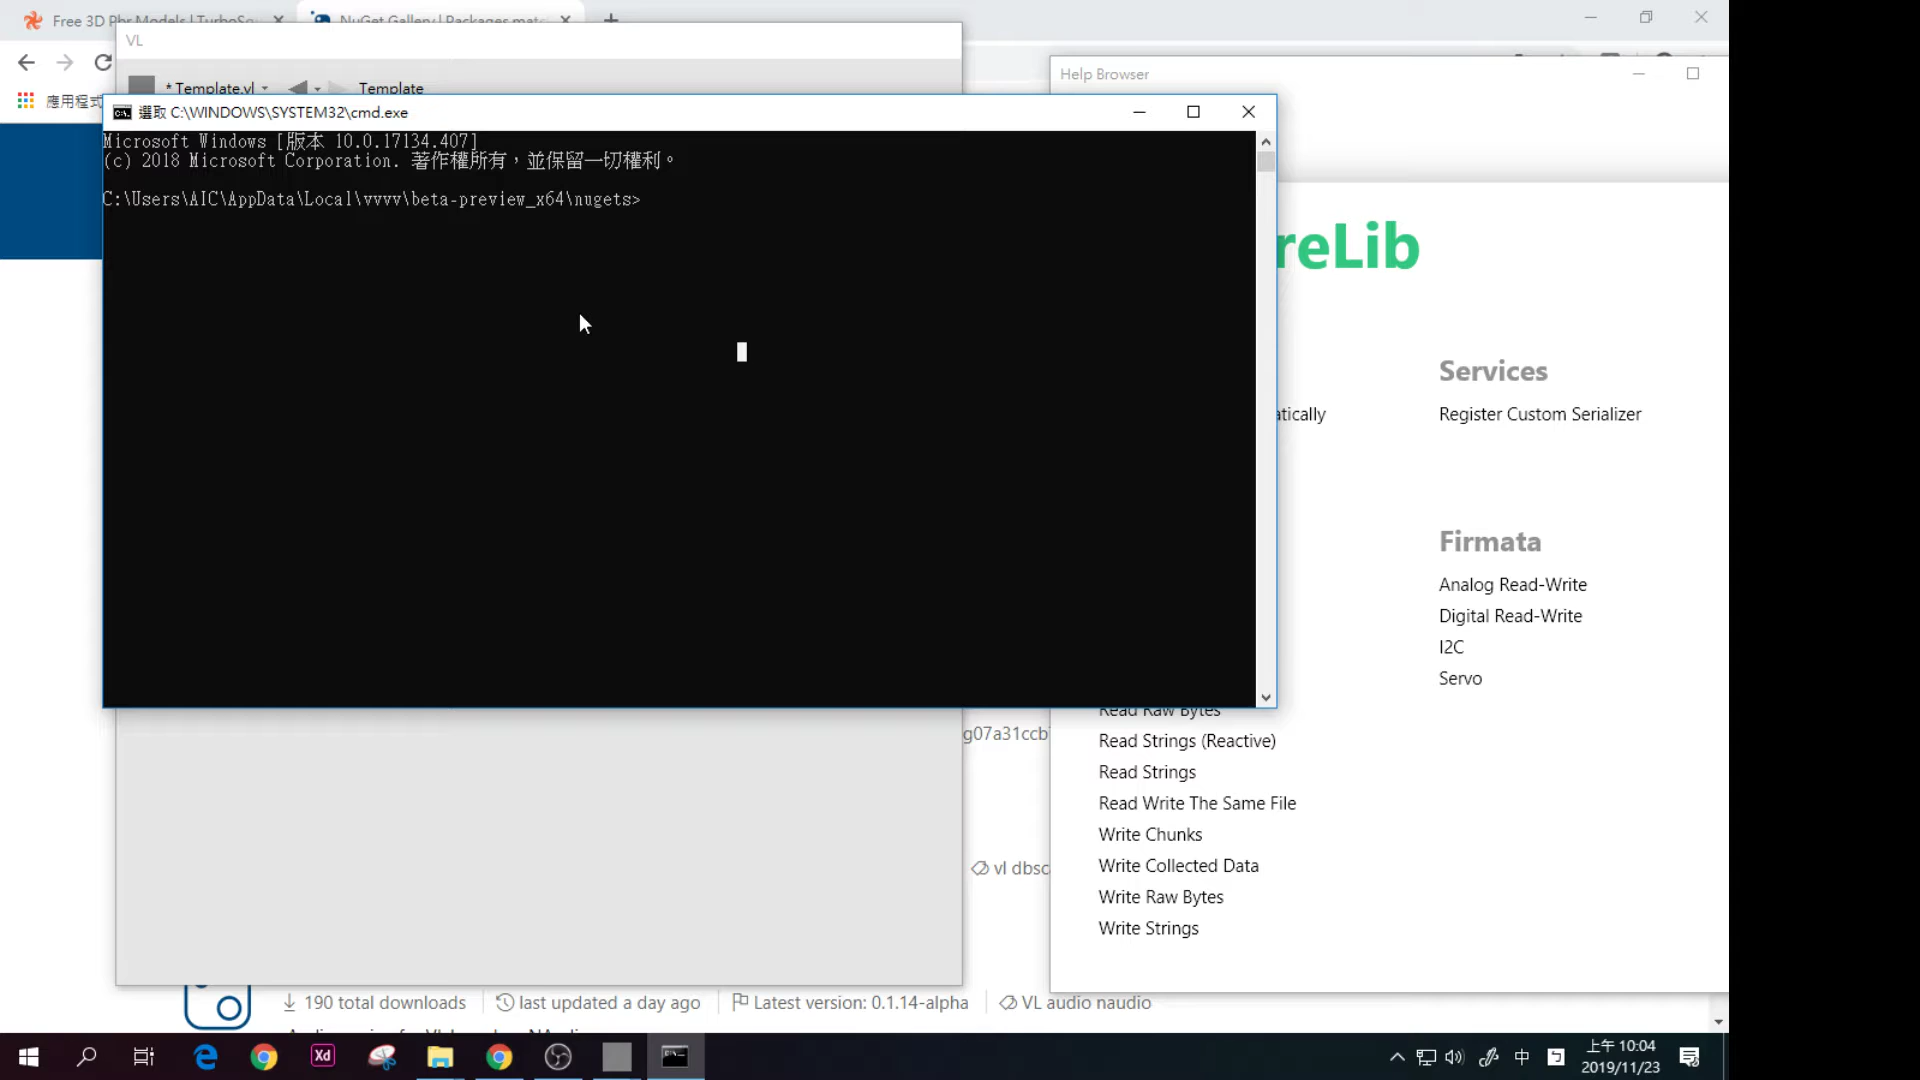 Free 3D Pbr Models | TurboSq
NuGet Gallery | Packages mat
VL
應用程式
* Template.vl
Template
Help Browser
選取 C:\WINDOWS\SYSTEM32\cmd.exe
Microsoft Windows [版本 10.0.17134.407]
(c) 2018 Microsoft Corporation. 著作權所有，並保留一切權利。
C:\Users\AIC\AppData\Local\vvvv\beta-preview_x64\nugets>
reLib
Services
atically
Register Custom Serializer
Firmata
Analog Read-Write
Digital Read-Write
I2C
Servo
Read Raw Bytes
g07a31ccb
Read Strings (Reactive)
Read Strings
Read Write The Same File
Write Chunks
vl dbsc
Write Collected Data
Write Raw Bytes
Write Strings
190 total downloads
last updated a day ago
Latest version: 0.1.14-alpha
VL audio naudio
Xd
中
上午 10:04
2019/11/23